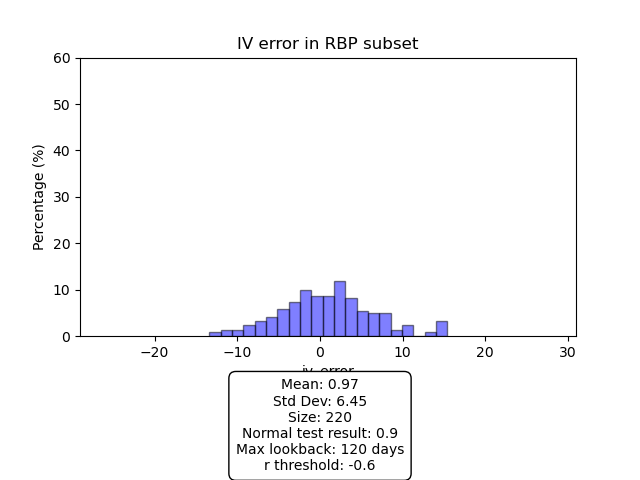 IV error in RBP subset
60
50
40
30
20
10
0
Percentage (%)
−20
−10
0
10
20
30
iv_error
Mean: 0.97
Std Dev: 6.45
Size: 220
Normal test result: 0.9
Max lookback: 120 days
r threshold: -0.6